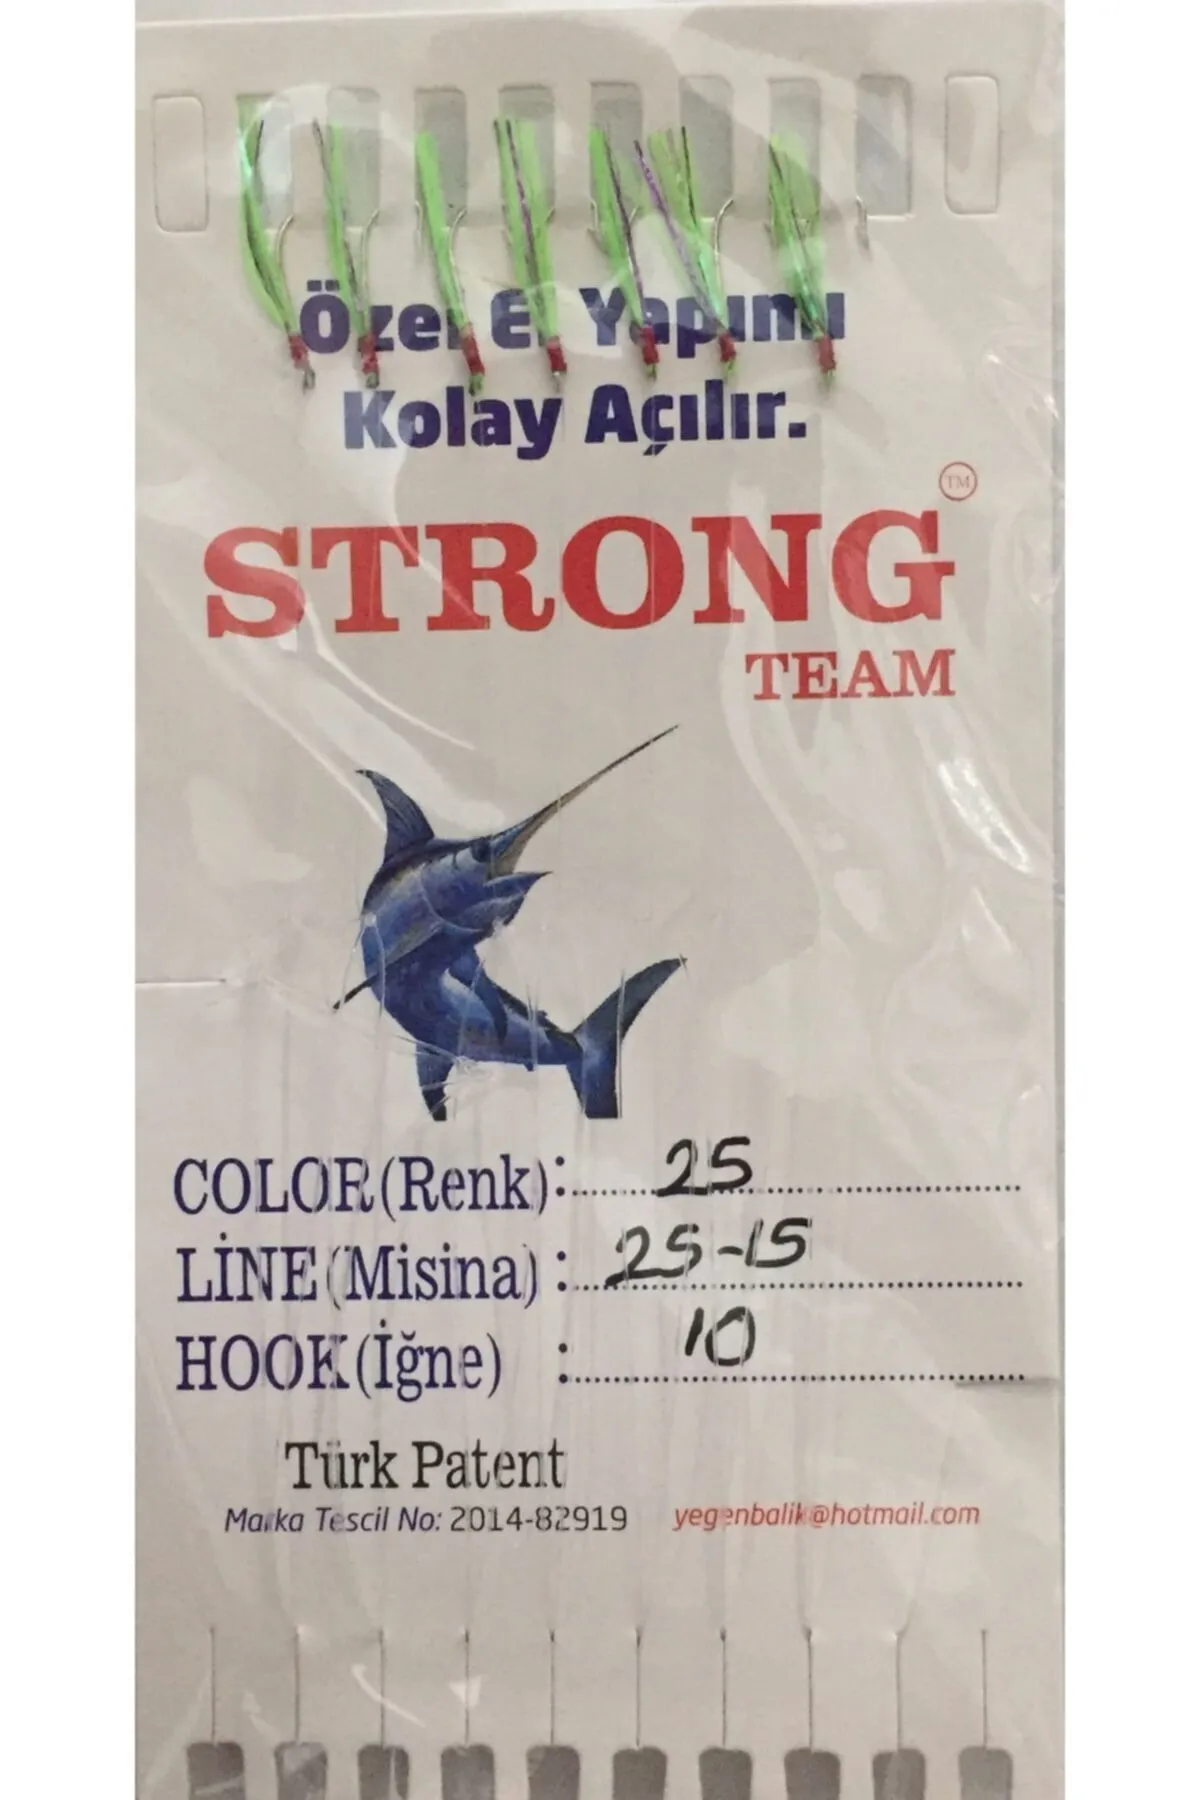 Özel El Yapımı
Kolay Açılır.
TM
STRONG
TEAM
COLOR(Renk): 25
LİNE(Misina): 25-15
HOOK(İğne) : 10
Türk Patent
Marka Tescil No: 2014-82919 yegenbalik@hotmail.com